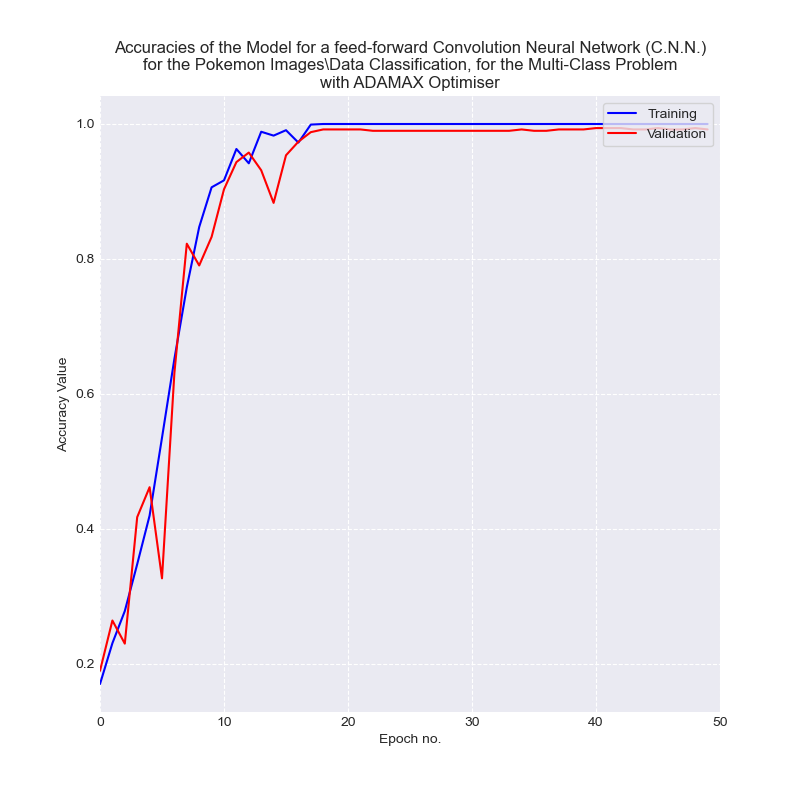 Accuracies of the Model for a feed-forward Convolution Neural Network (C.N.N.)
for the Pokemon Images\Data Classification, for the Multi-Class Problem
with ADAMAX Optimiser
Training
Validation
1.0
0.8
0.6
0.4
0.2
Accuracy Value
0 10 20 30 40 50
Epoch no.